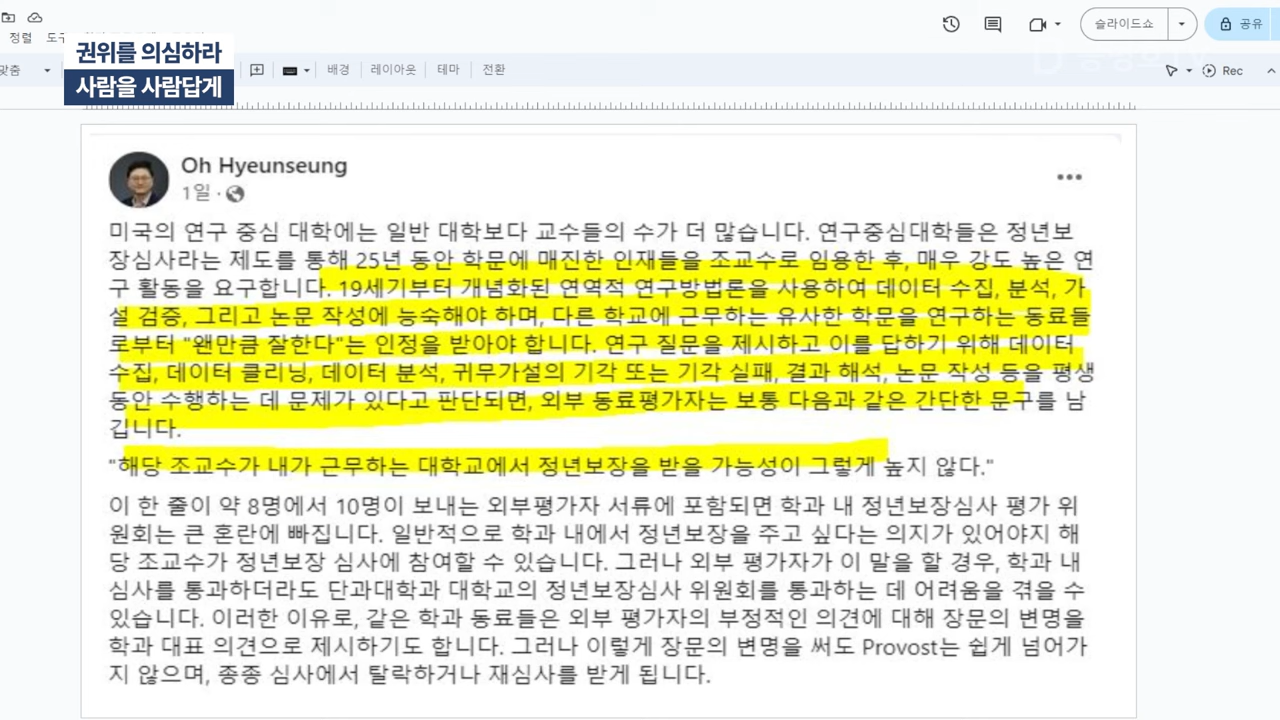 정렬 도구
권위를 의심하라
사람을 사람답게
맞춤
배경 레이아웃 테마 전환
슬라이드쇼
공유
Rec
Oh Hyeunseung
1일 ·
미국의 연구 중심 대학에는 일반 대학보다 교수들의 수가 더 많습니다. 연구중심대학들은 정년보
장심사라는 제도를 통해 25년 동안 학문에 매진한 인재들을 조교수로 임용한 후, 매우 강도 높은 연
구 활동을 요구합니다. 19세기부터 개념화된 연역적 연구방법론을 사용하여 데이터 수집, 분석, 가
설 검증, 그리고 논문 작성에 능숙해야 하며, 다른 학교에 근무하는 유사한 학문을 연구하는 동료들
로부터 "왠만큼 잘한다"는 인정을 받아야 합니다. 연구 질문을 제시하고 이를 답하기 위해 데이터
수집, 데이터 클리닝, 데이터 분석, 귀무가설의 기각 또는 기각 실패, 결과 해석, 논문 작성 등을 평생
동안 수행하는 데 문제가 있다고 판단되면, 외부 동료평가자는 보통 다음과 같은 간단한 문구를 남
깁니다.
"해당 조교수가 내가 근무하는 대학교에서 정년보장을 받을 가능성이 그렇게 높지 않다."
이 한 줄이 약 8명에서 10명이 보내는 외부평가자 서류에 포함되면 학과 내 정년보장심사 평가 위
원회는 큰 혼란에 빠집니다. 일반적으로 학과 내에서 정년보장을 주고 싶다는 의지가 있어야지 해
당 조교수가 정년보장 심사에 참여할 수 있습니다. 그러나 외부 평가자가 이 말을 할 경우, 학과 내
심사를 통과하더라도 단과대학과 대학교의 정년보장심사 위원회를 통과하는 데 어려움을 겪을 수
있습니다. 이러한 이유로, 같은 학과 동료들은 외부 평가자의 부정적인 의견에 대해 장문의 변명을
학과 대표 의견으로 제시하기도 합니다. 그러나 이렇게 장문의 변명을 써도 Provost는 쉽게 넘어가
지 않으며, 종종 심사에서 탈락하거나 재심사를 받게 됩니다.